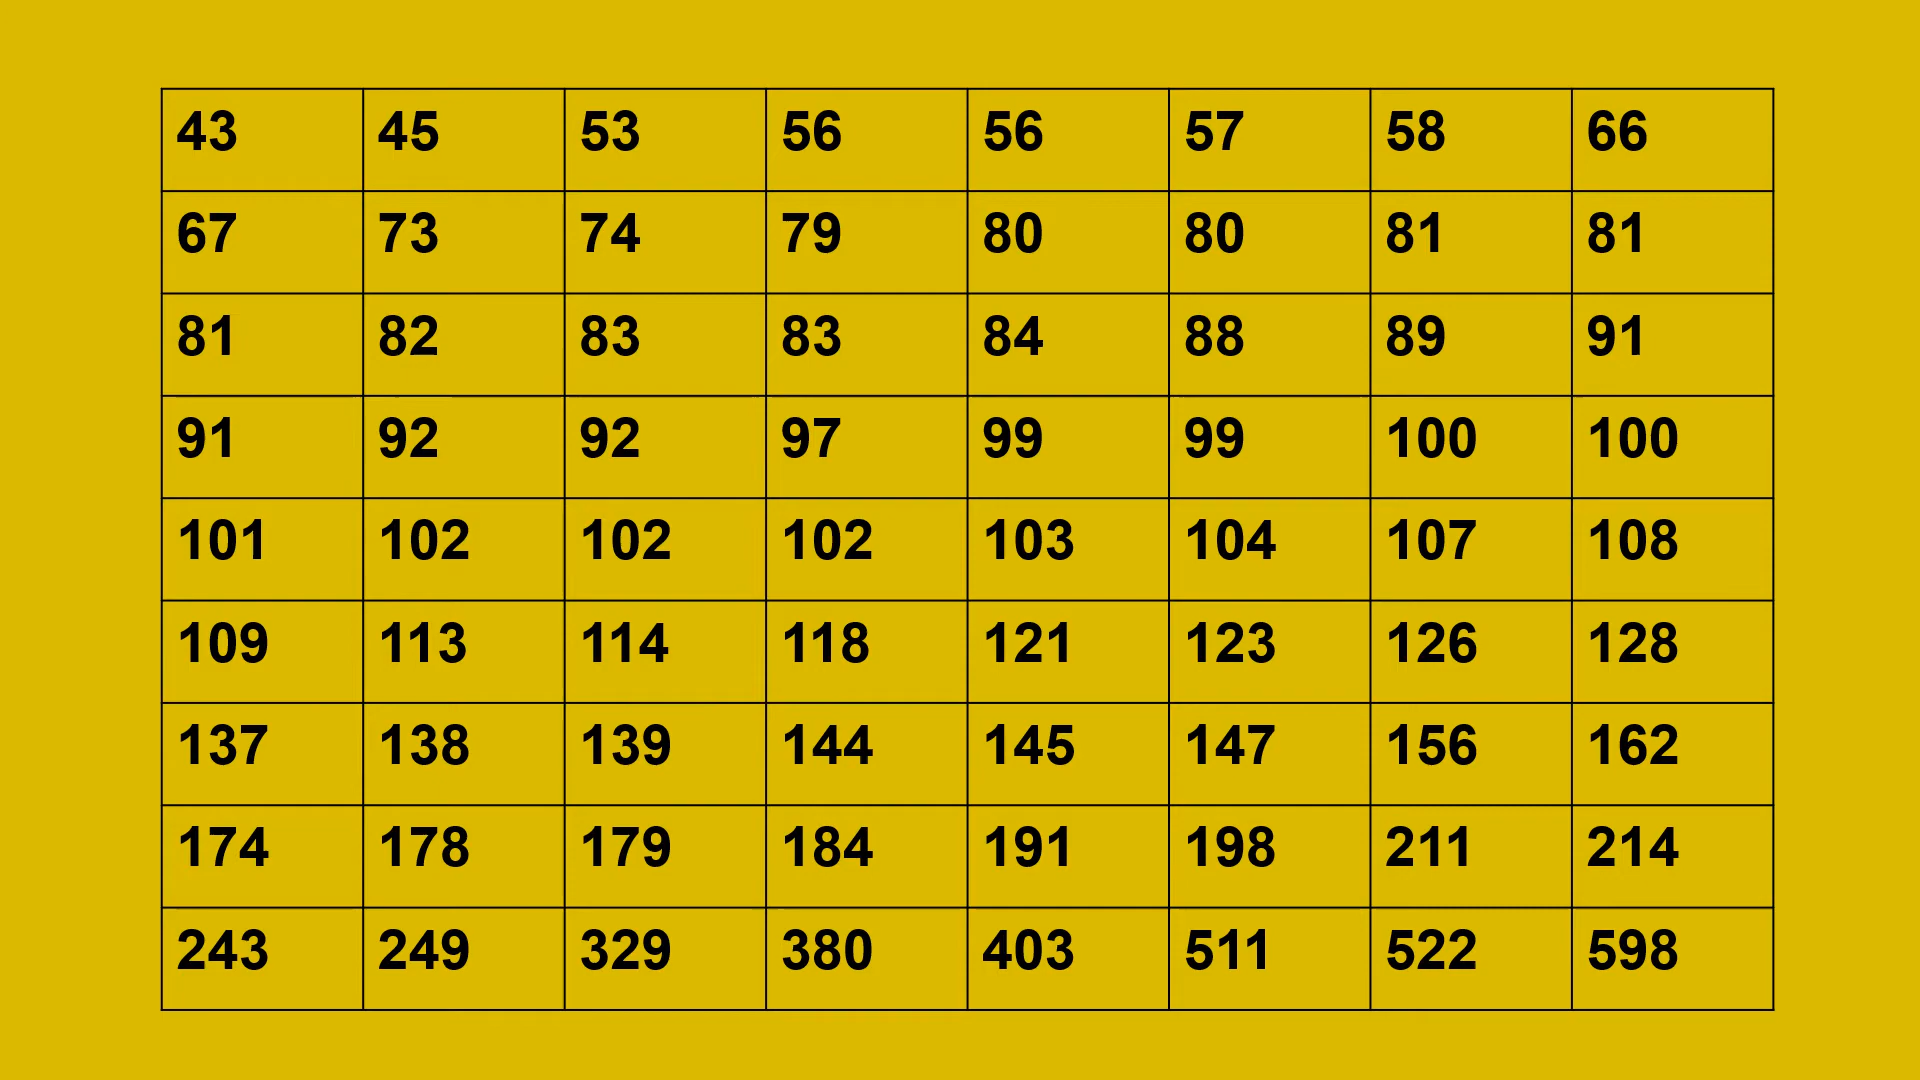 43 45 53 56 56 57 58 66
67 73 74 79 80 80 81 81
81 82 83 83 84 88 89 91
91 92 92 97 99 99 100 100
101 102 102 102 103 104 107 108
109 113 114 118 121 123 126 128
137 138 139 144 145 147 156 162
174 178 179 184 191 198 211 214
243 249 329 380 403 511 522 598